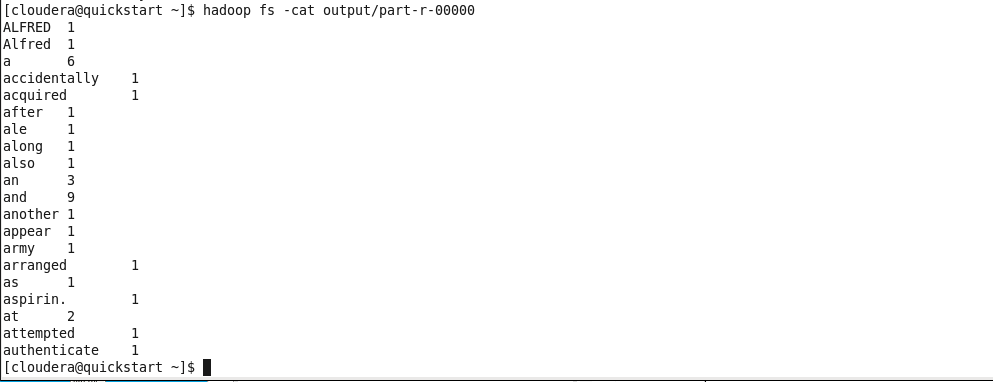 [cloudera@quickstart ~]$ hadoop fs -cat output/part-r-00000
ALFRED 1
Alfred 1
a 6
accidentally 1
acquired 1
after 1
ale 1
along 1
also 1
an 3
and 9
another 1
appear 1
army 1
arranged 1
as 1
aspirin. 1
at 2
attempted 1
authenticate 1
[cloudera@quickstart ~]$